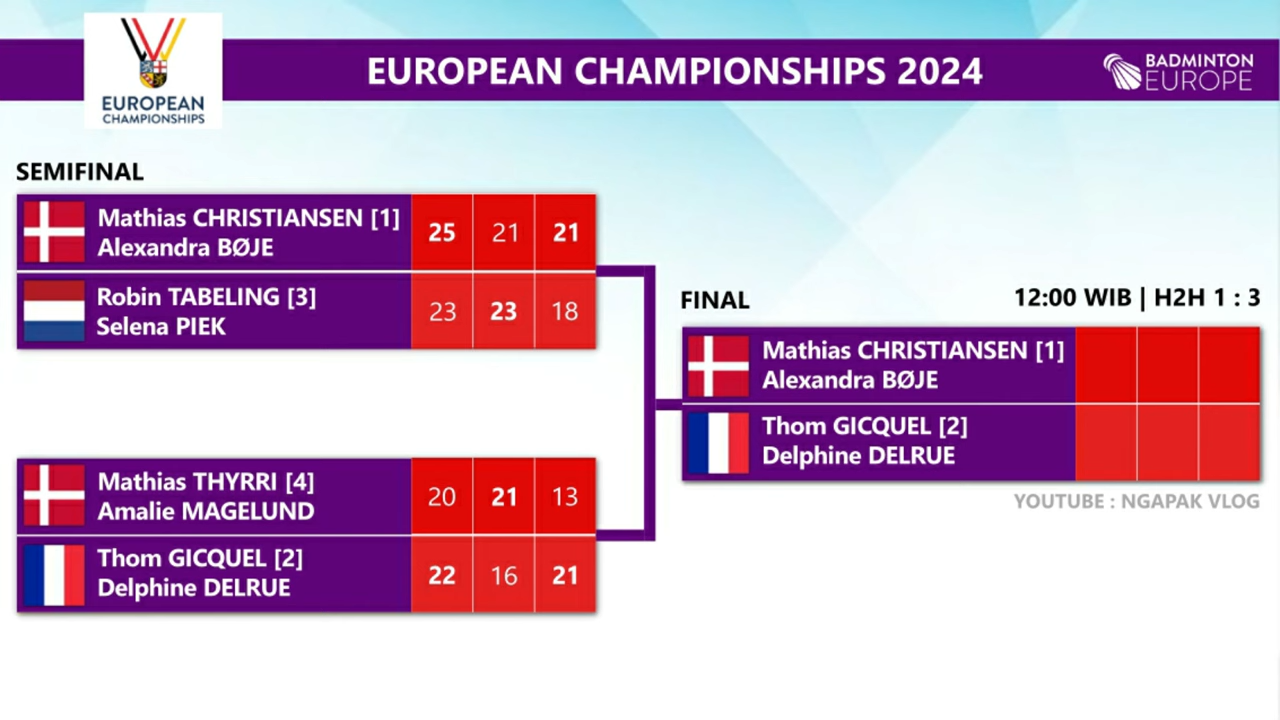 EUROPEAN CHAMPIONSHIPS 2024
EUROPEAN
CHAMPIONSHIPS
BADMINTON
EUROPE
SEMIFINAL
Mathias CHRISTIANSEN [1]
Alexandra BØJE
25 21 21
Robin TABELING [3]
Selena PIEK
23 23 18
Mathias THYRRI [4]
Amalie MAGELUND
20 21 13
Thom GICQUEL [2]
Delphine DELRUE
22 16 21
FINAL
12:00 WIB | H2H 1 : 3
Mathias CHRISTIANSEN [1]
Alexandra BØJE
Thom GICQUEL [2]
Delphine DELRUE
YOUTUBE : NGAPAK VLOG